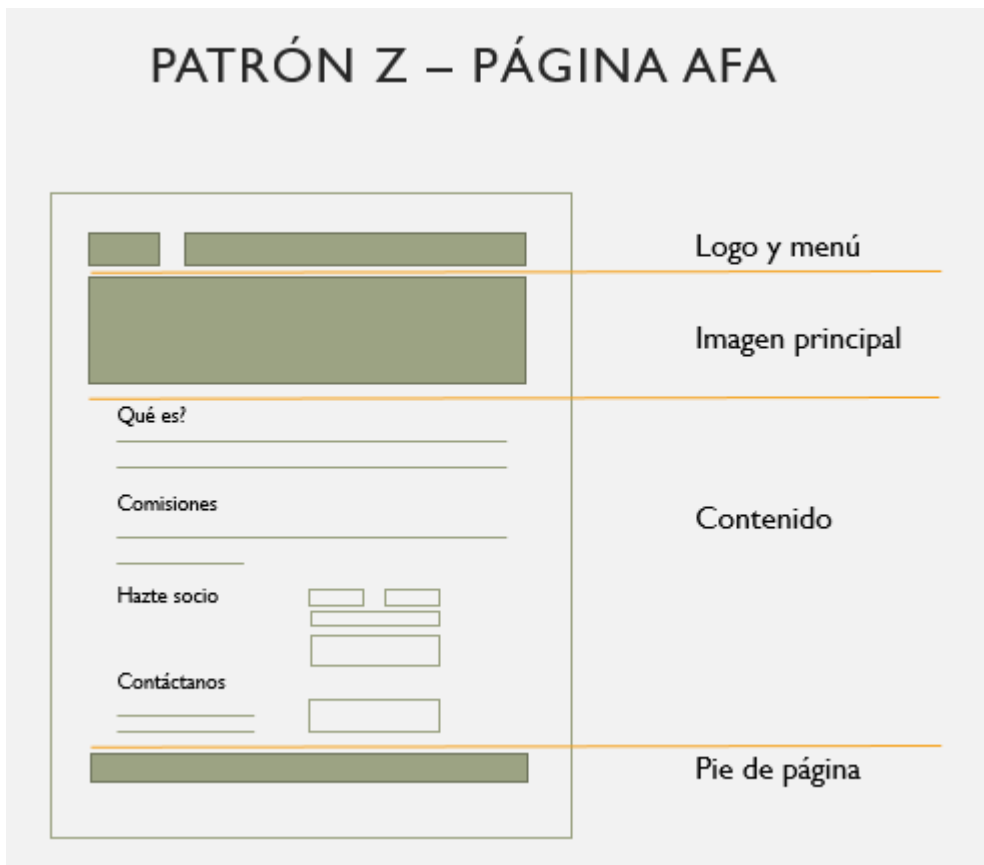 PATRÓN Z – PÁGINA AFA
Logo y menú
Imagen principal
Qué es?
Comisiones
Contenido
Hazte socio
Contáctanos
Pie de página